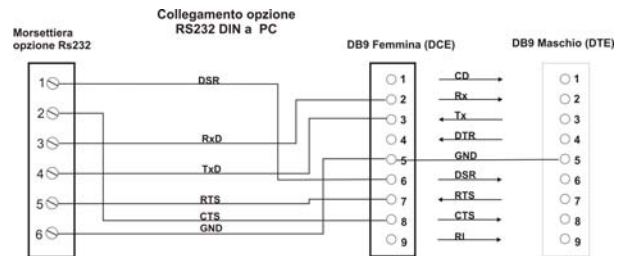 Collegamento opzione
RS232 DIN a PC
Morsettiera
opzione Rs232
DB9 Femmina (DCE)
DB9 Maschio (DTE)
1 DSR 1 CD 1
2 2 Rx 2
3 RxD 3 Tx 3
4 TxD 4 DTR 4
5 RTS 5 GND 5
6 CTS 6 DSR 6
GND 7 RTS 7
8 CTS 8
9 RI 9